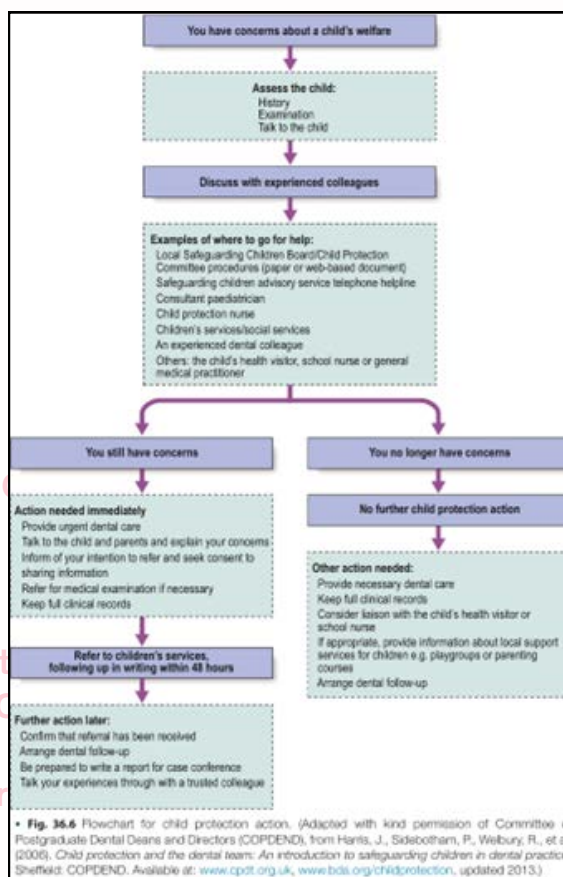 You have concerns about a child's welfare
Assess the child:
History
Examination
Talk to the child
Discuss with experienced colleagues
Examples of where to go for help:
Local Safeguarding Children Board/Child Protection
Committee procedures (paper or web-based document)
Safeguarding children advisory service telephone helpline
Consultant paediatrician
Child protection nurse
Children's services/social services
An experienced dental colleague
Others: the child's health visitor, school nurse or general
medical practitioner
You still have concerns
Action needed immediately
Provide urgent dental care
Talk to the child and parents and explain your concerns
Inform of your intention to refer and seek consent to
sharing information
Refer for medical examination if necessary
Keep full clinical records
Refer to children's services,
following up in writing within 48 hours
Further action later:
Confirm that referral has been received
Arrange dental follow-up
Be prepared to write a report for case conference
Talk your experiences through with a trusted colleague
You no longer have concerns
No further child protection action
Other action needed:
Provide necessary dental care
Keep full clinical records
Consider liaison with the child's health visitor or
school nurse
If appropriate, provide information about local support
services for children e.g. playgroups or parenting
courses
Arrange dental follow-up
• Fig. 36.6 Flowchart for child protection action. (Adapted with kind permission of Committee
Postgraduate Dental Deans and Directors (COPDEND), from Harris, J., Sidebotham, P., Welbury, R., et
(2006). Child protection and the dental team: An introduction to safeguarding children in dental practice
Sheffield: COPDEND. Available at: www.cpdt.org.uk, www.bda.org/childprotection, updated 2013.)